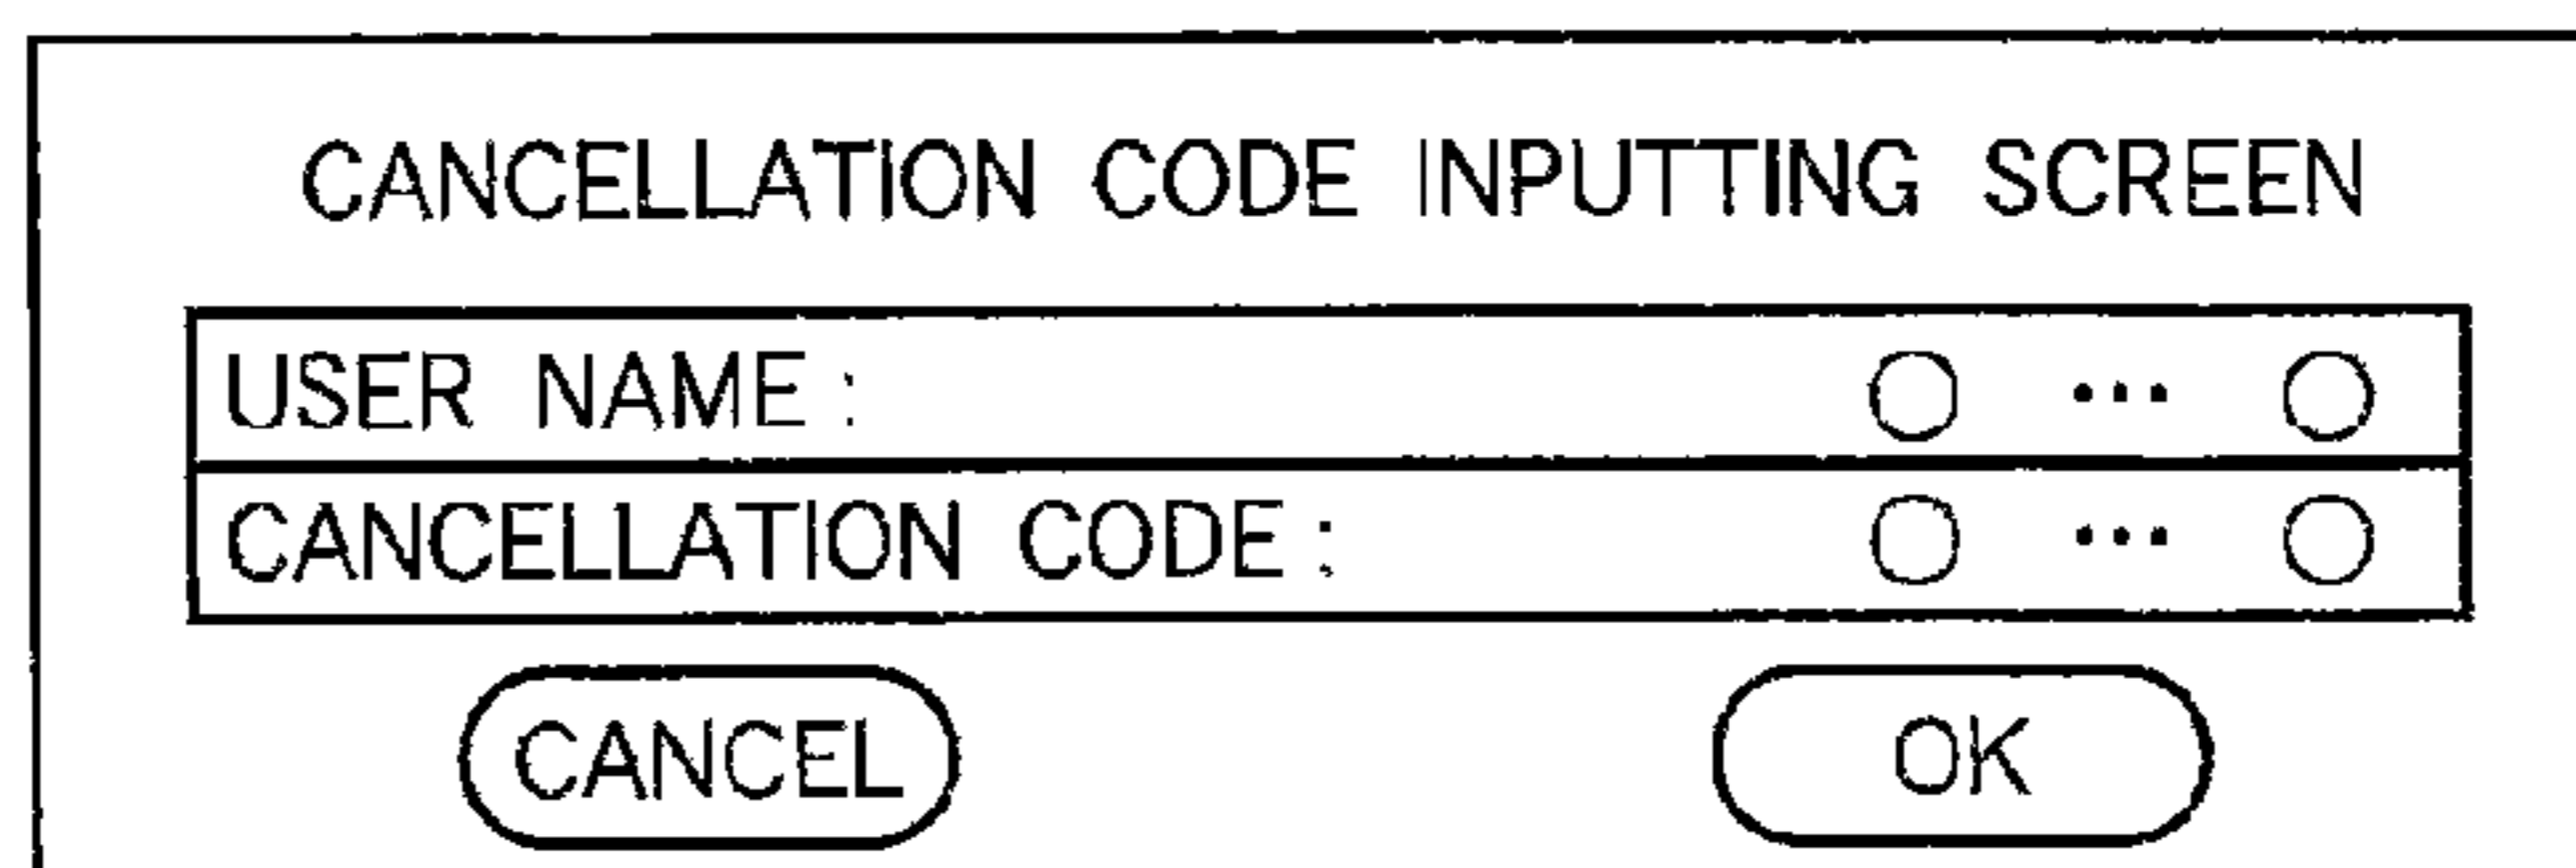 CANCELLATION CODE INPUTTING SCREEN
USER NAME: ○ ••• ○
CANCELLATION CODE: ○ ••• ○
CANCEL OK